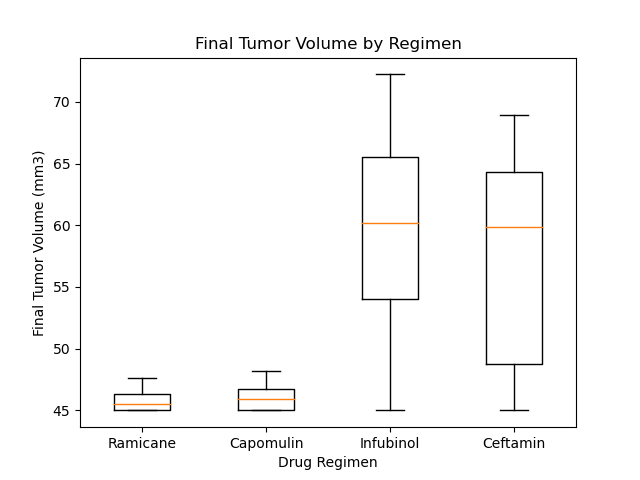 Final Tumor Volume by Regimen
Final Tumor Volume (mm3)
70
65
60
55
50
45
Ramicane Capomulin Infubinol Ceftamin
Drug Regimen